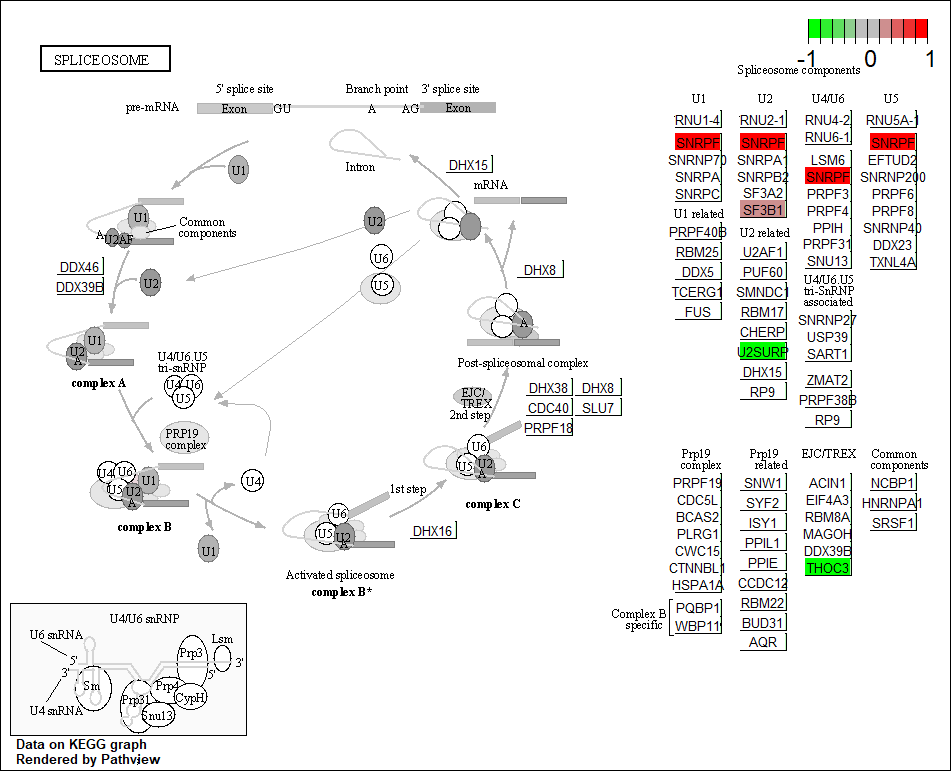 SPLICEOSOME
-1 0 1
Spliceosome components
5' splice site
Branch point
3' splice site
pre-mRNA
Exon
GU
A
AG
Exon
Intron
DHX15
mRNA
U1
U1
A
U2AF
Common
components
U2
U6
U5
DDX46
DDX39B
U2
DHX8
A
Post-spliceosomal complex
U1
U2
A
complex A
U4/U6.U5
tri-snRNP
U4
U6
U5
PRP19
complex
EJC/
TREX
2nd step
DHX38
DHX8
CDC40
SLU7
PRPF18
U6
U5
U2
A
complex C
U4
U6
U5
U1
U2
A
complex B
U4
U1
1st step
U6
U5
U2
A
DHX16
Activated spliceosome
complex B*
U1
RNU1-4
SNRPF
SNRNP70
SNRPA
SNRPC
U1 related
PRPF40B
RBM25
DDX5
TCERG1
FUS
U2
RNU2-1
SNRPF
SNRPA1
SNRPB2
SF3A2
SF3B1
U2 related
U2AF1
PUF60
SMNDC1
RBM17
CHERP
U2SURP
DHX15
RP9
U4/U6
RNU4-2
RNU6-1
LSM6
SNRPF
PRPF3
PRPF4
PPIH
PRPF31
SNU13
U4/U6.U5
tri-SnRNP
associated
SNRNP27
USP39
SART1
ZMAT2
PRPF38B
RP9
U5
RNU5A-1
SNRPF
EFTUD2
SNRNP200
PRPF6
PRPF8
SNRNP40
DDX23
TXNL4A
Prp19
complex
PRPF19
CDC5L
BCAS2
PLRG1
CWC15
CTNNBL1
HSPA1A
Complex B
specific
PQBP1
WBP11
Prp19
related
SNW1
SYF2
ISY1
PPIL1
PPIE
CCDC12
RBM22
BUD31
AQR
EJC/TREX
ACIN1
EIF4A3
RBM8A
MAGOH
DDX39B
THOC3
Common
components
NCBP1
HNRNPA1
SRSF1
U4/U6 snRNP
U6 snRNA
5'
3'
U4 snRNA
Sm
Prp31
Snu13
Prp4
CypH
Prp3
Lsm
5'
3'
Data on KEGG graph
Rendered by Pathview